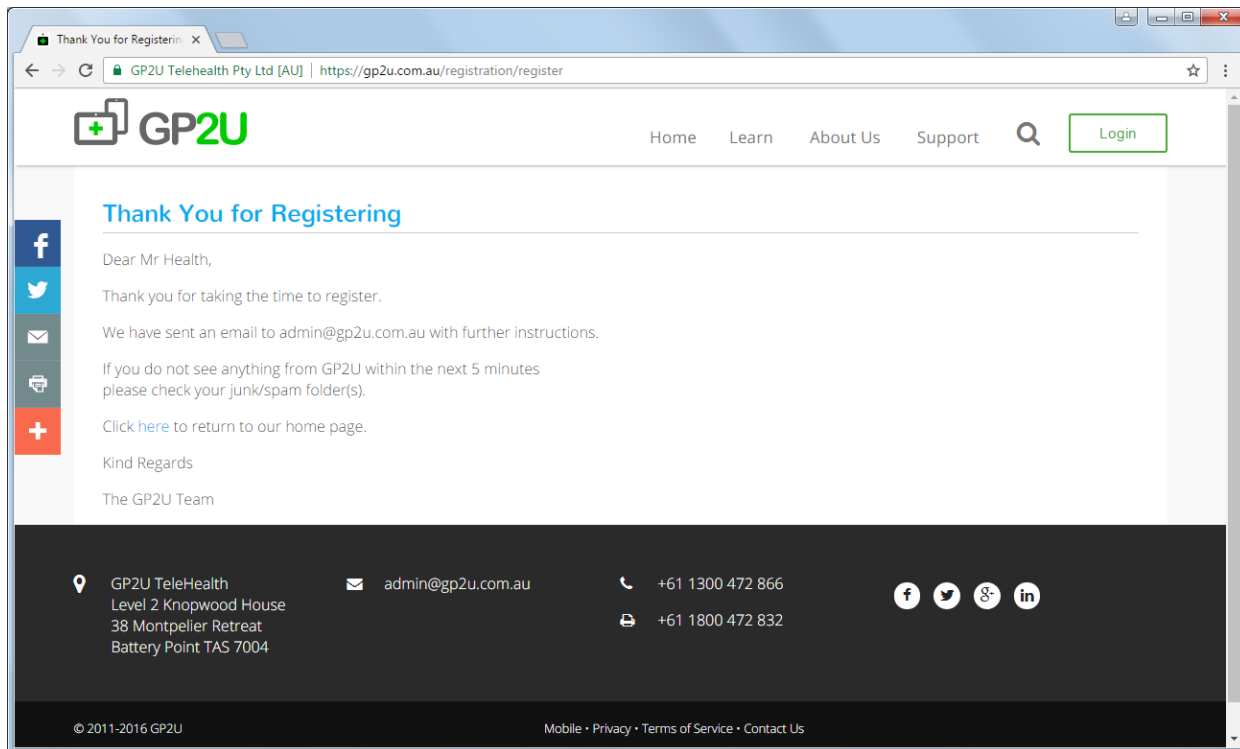 Thank You for Registerin
GP2U Telehealth Pty Ltd [AU] | https://gp2u.com.au/registration/register
GP2U
Home Learn About Us Support Login
Thank You for Registering
Dear Mr Health,
Thank you for taking the time to register.
We have sent an email to admin@gp2u.com.au with further instructions.
If you do not see anything from GP2U within the next 5 minutes
please check your junk/spam folder(s).
Click here to return to our home page.
Kind Regards
The GP2U Team
GP2U TeleHealth
Level 2 Knopwood House
38 Montpelier Retreat
Battery Point TAS 7004
admin@gp2u.com.au
+61 1300 472 866
+61 1800 472 832
© 2011-2016 GP2U
Mobile • Privacy • Terms of Service • Contact Us